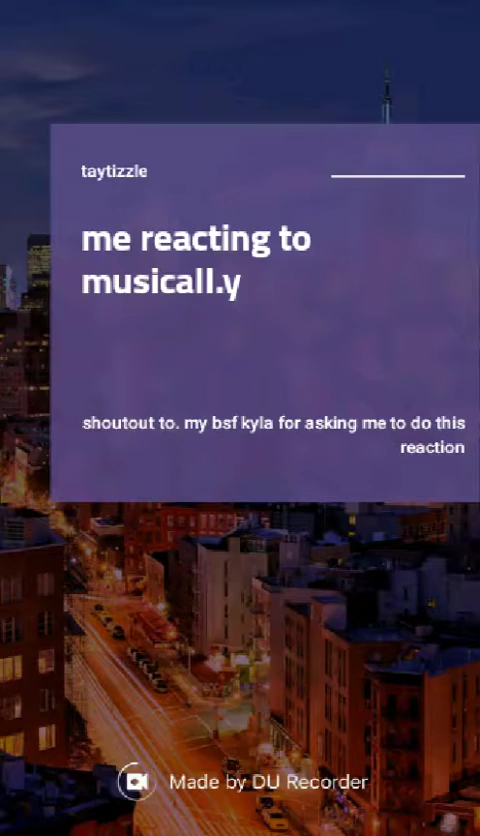 taytizzle
me reacting to
musicall.y
shoutout to. my bsf kyla for asking me to do this
reaction
Made by DU Recorder